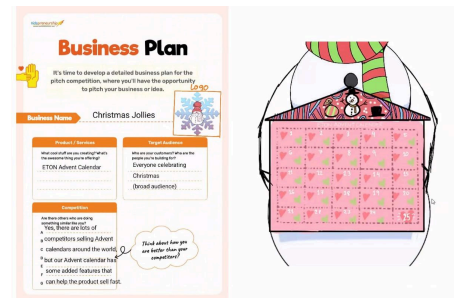 Business Plan
It's time to develop a detailed business plan for the
pitch competition, where you'll have the opportunity
to pitch your business or idea.
Logo
Business Name
Christmas Jollies
Product / Services
What cool stuff are you creating? What's
the awesome thing you're offering?
ETON Advent Calendar
Target Audience
Who are your customers? Who are the
people you're building for?
Everyone celebrating
Christmas
(broad audience)
Competition
Are there others who are doing
something similar like you?
Yes, there are lots of
competitors selling Advent
calendars around the world,
but our Advent calendar has
some added features that
can help the product sell fast.
Think about how you
are better than your
competitors?
25